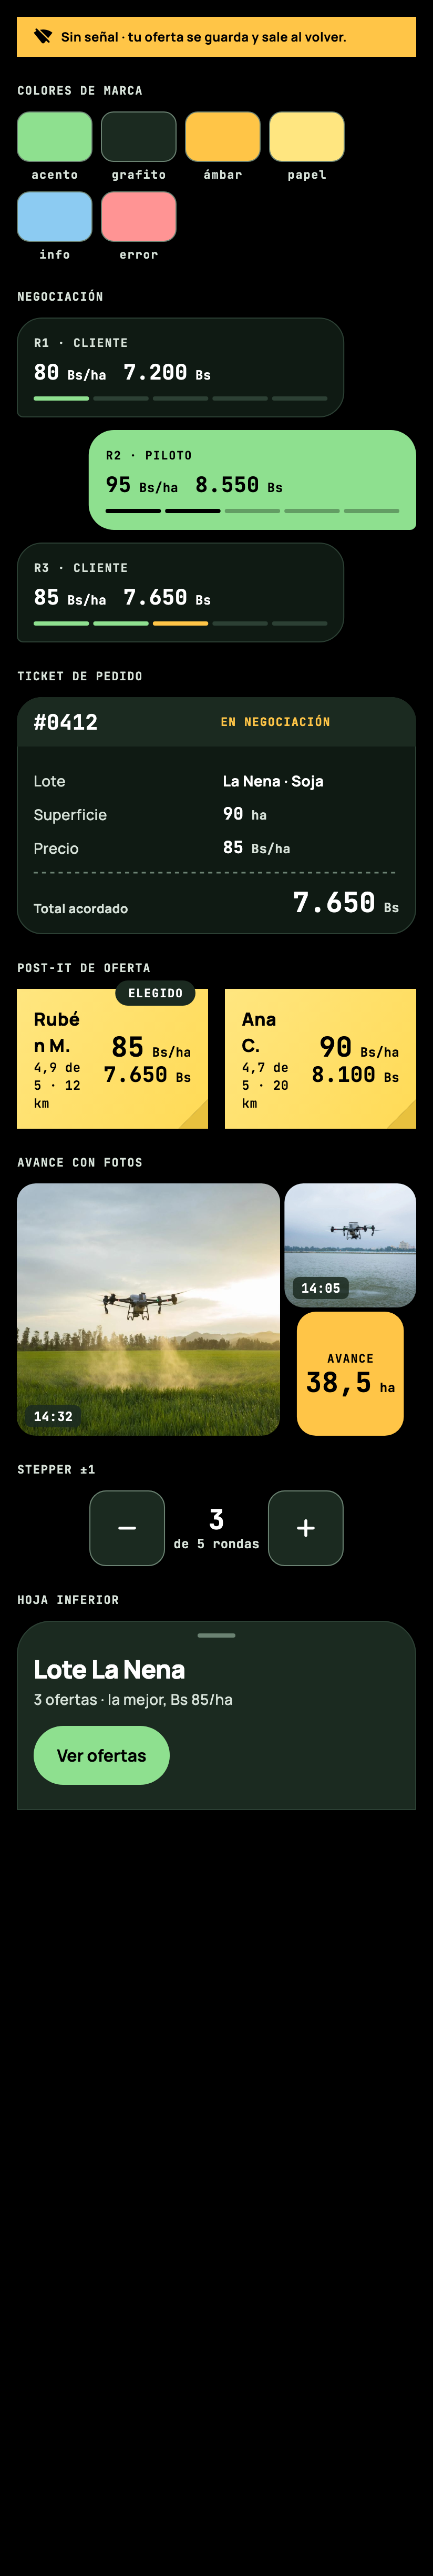 Sin señal · tu oferta se guarda y sale al volver.
COLORES DE MARCA
acento
grafito
ámbar
papel
info
error
NEGOCIACIÓN
R1 · CLIENTE
80 Bs/ha 7.200 Bs
R2 · PILOTO
95 Bs/ha 8.550 Bs
R3 · CLIENTE
85 Bs/ha 7.650 Bs
TICKET DE PEDIDO
#0412 EN NEGOCIACIÓN
Lote La Nena · Soja
Superficie 90 ha
Precio 85 Bs/ha
Total acordado 7.650 Bs
POST-IT DE OFERTA
ELEGIDO
Rubé
n M.
4,9 de
5 · 12
km
85 Bs/ha
7.650 Bs
Ana
C.
4,7 de
5 · 20
km
90 Bs/ha
8.100 Bs
AVANCE CON FOTOS
14:32
14:05
AVANCE
38,5 ha
STEPPER ±1
−
3
de 5 rondas
+
HOJA INFERIOR
Lote La Nena
3 ofertas · la mejor, Bs 85/ha
Ver ofertas